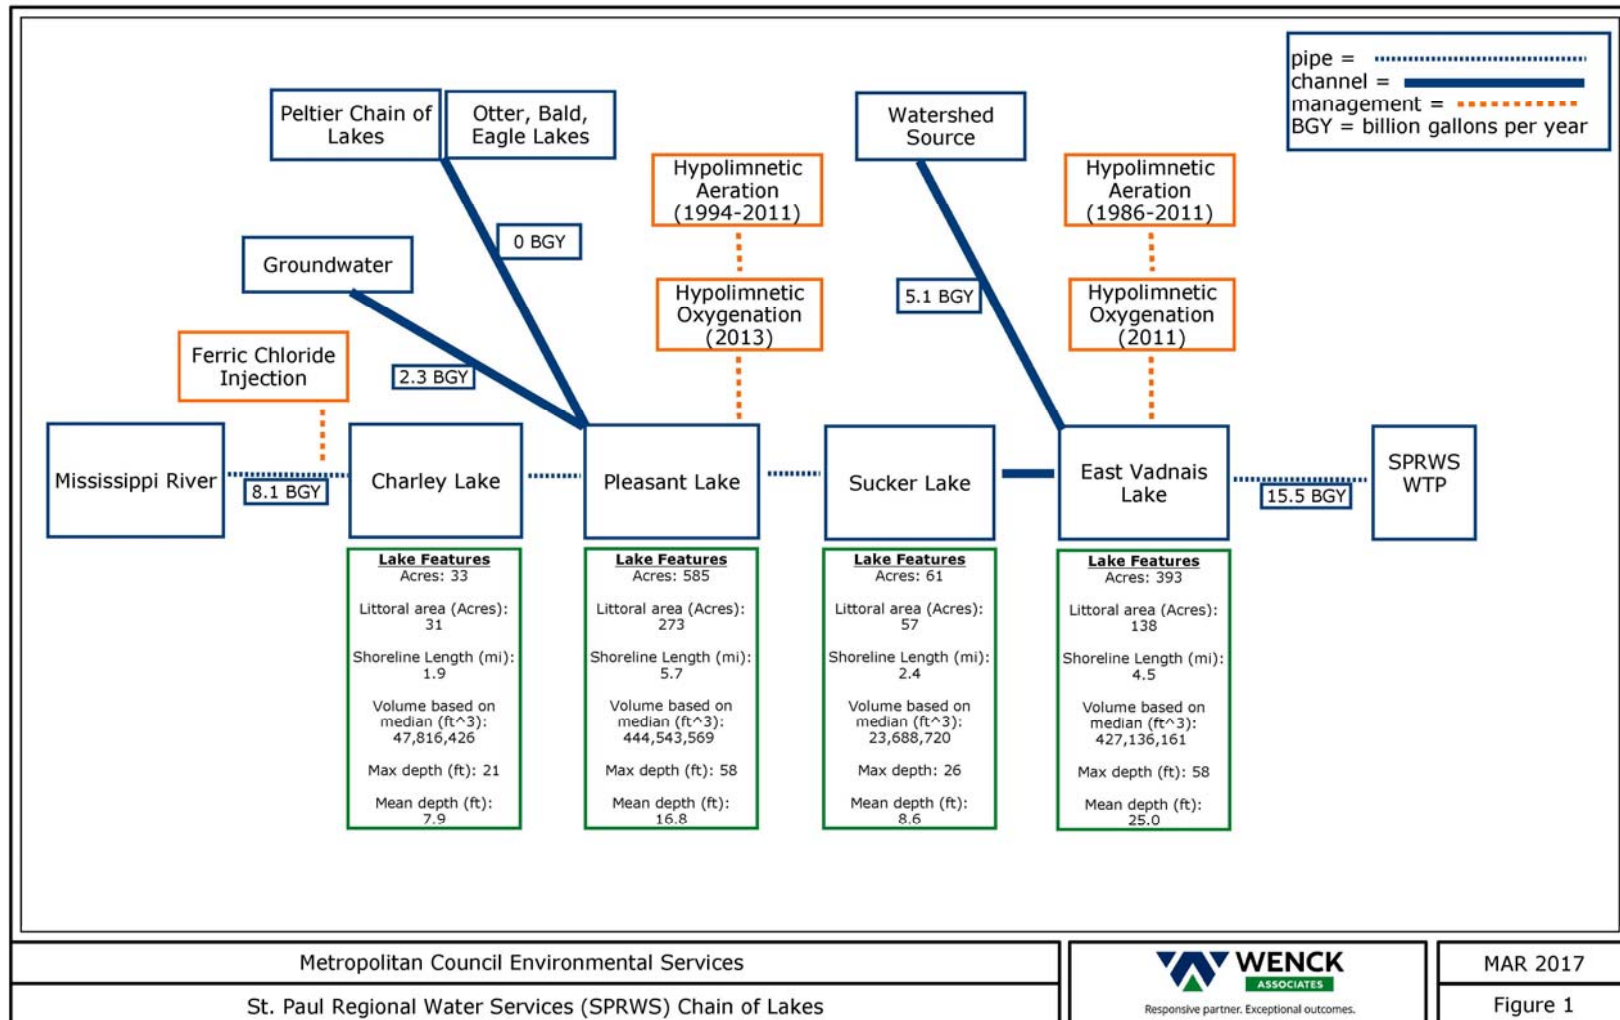 pipe =
channel =
management =
BGY = billion gallons per year
Peltier Chain of
Lakes
Otter, Bald,
Eagle Lakes
Watershed
Source
Hypolimnetic
Aeration
(1994-2011)
Hypolimnetic
Aeration
(1986-2011)
0 BGY
Groundwater
5.1 BGY
Hypolimnetic
Oxygenation
(2013)
Hypolimnetic
Oxygenation
(2011)
Ferric Chloride
Injection
2.3 BGY
Mississippi River
8.1 BGY
Charley Lake
Pleasant Lake
Sucker Lake
East Vadnais
Lake
15.5 BGY
SPRWS
WTP
Lake Features
Acres: 33
Littoral area (Acres):
31
Shoreline Length (mi):
1.9
Volume based on
median (ft^3):
47,816,426
Max depth (ft): 21
Mean depth (ft):
7.9
Lake Features
Acres: 585
Littoral area (Acres):
273
Shoreline Length (mi):
5.7
Volume based on
median (ft^3):
444,543,569
Max depth (ft): 58
Mean depth (ft):
16.8
Lake Features
Acres: 61
Littoral area (Acres):
57
Shoreline Length (mi):
2.4
Volume based on
median (ft^3):
23,688,720
Max depth: 26
Mean depth (ft):
8.6
Lake Features
Acres: 393
Littoral area (Acres):
138
Shoreline Length (mi):
4.5
Volume based on
median (ft^3):
427,136,161
Max depth (ft): 58
Mean depth (ft):
25.0
Metropolitan Council Environmental Services
St. Paul Regional Water Services (SPRWS) Chain of Lakes
WENCK
ASSOCIATES
Responsive partner. Exceptional outcomes.
MAR 2017
Figure 1